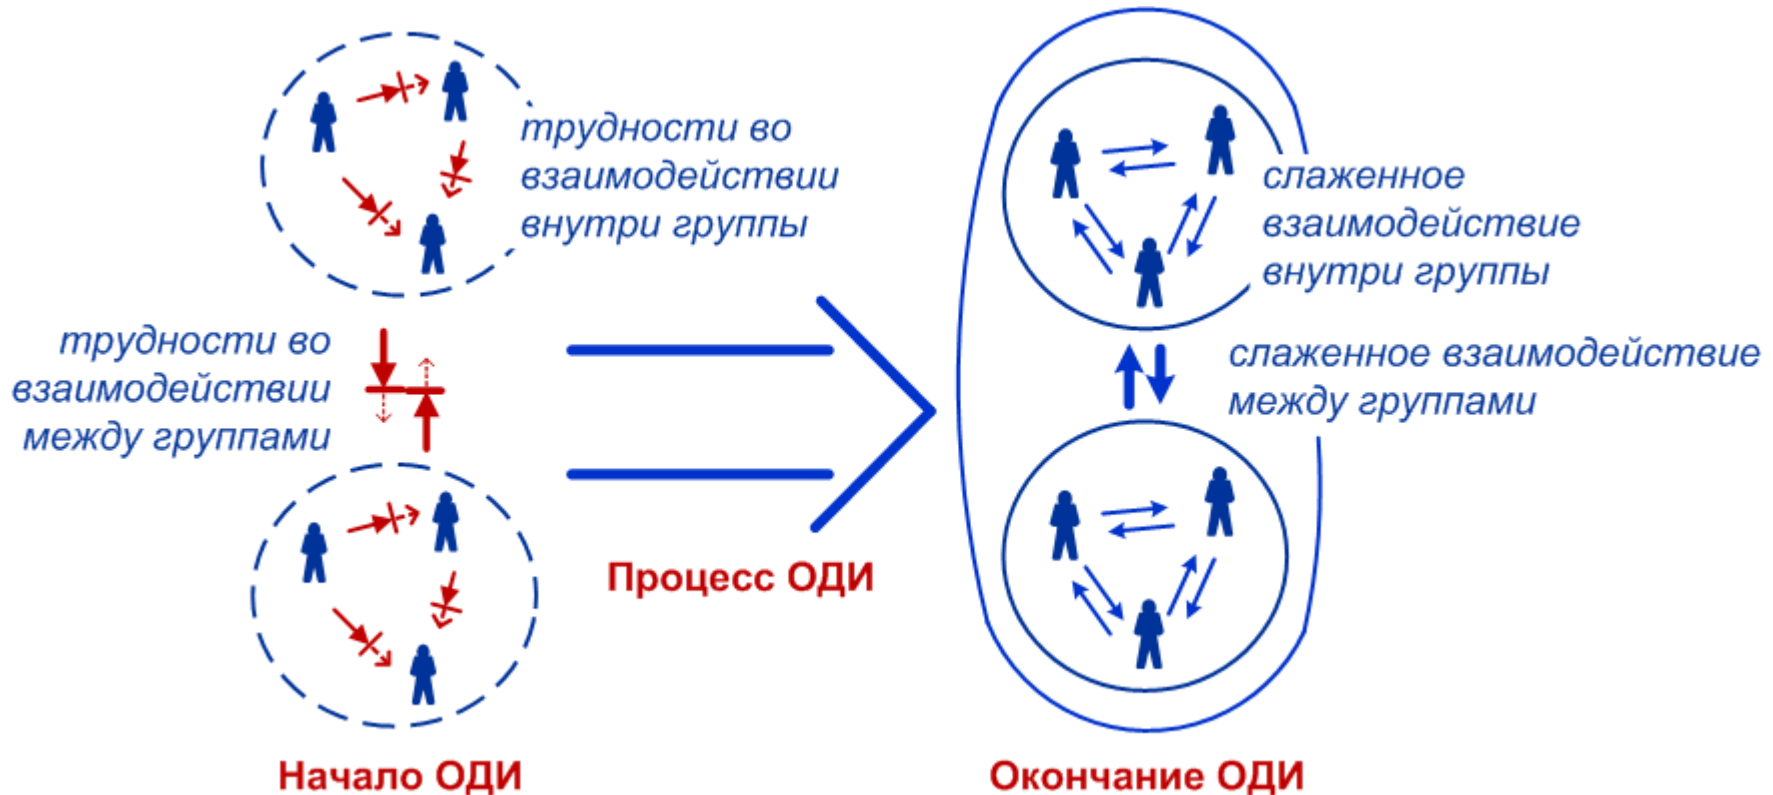 трудности во
взаимодействии
внутри группы
трудности во
взаимодействии
между группами
Начало ОДИ
Процесс ОДИ
слаженное
взаимодействие
внутри группы
слаженное взаимодействие
между группами
Окончание ОДИ